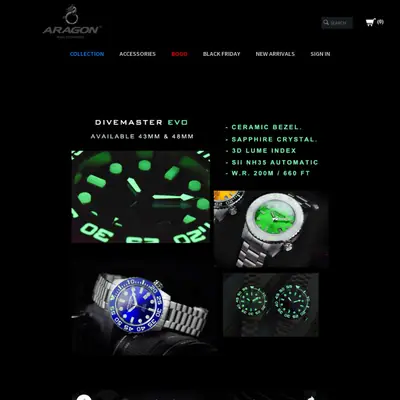 ARAGON
SEARCH
(0)
COLLECTION
ACCESSORIES
BOGO
BLACK FRIDAY
NEW ARRIVALS
SIGN IN
DIVEMASTER EVO
AVAILABLE 43MM & 48MM
- CERAMIC BEZEL.
- SAPPHIRE CRYSTAL.
- 3D LUME INDEX
- SII NH35 AUTOMATIC
- W.R. 200M / 660 FT